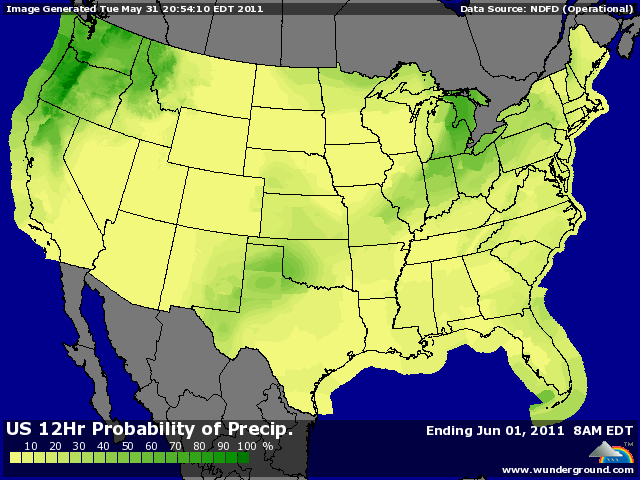 Image Generated Tue May 31 20:54:10 EDT 2011 Data Source: NDFD (Operational)
US 12Hr Probability of Precip.
Ending Jun 01, 2011 8AM EDT
10 20 30 40 50 60 70 80 90 100 %
TM
www.wunderground.com